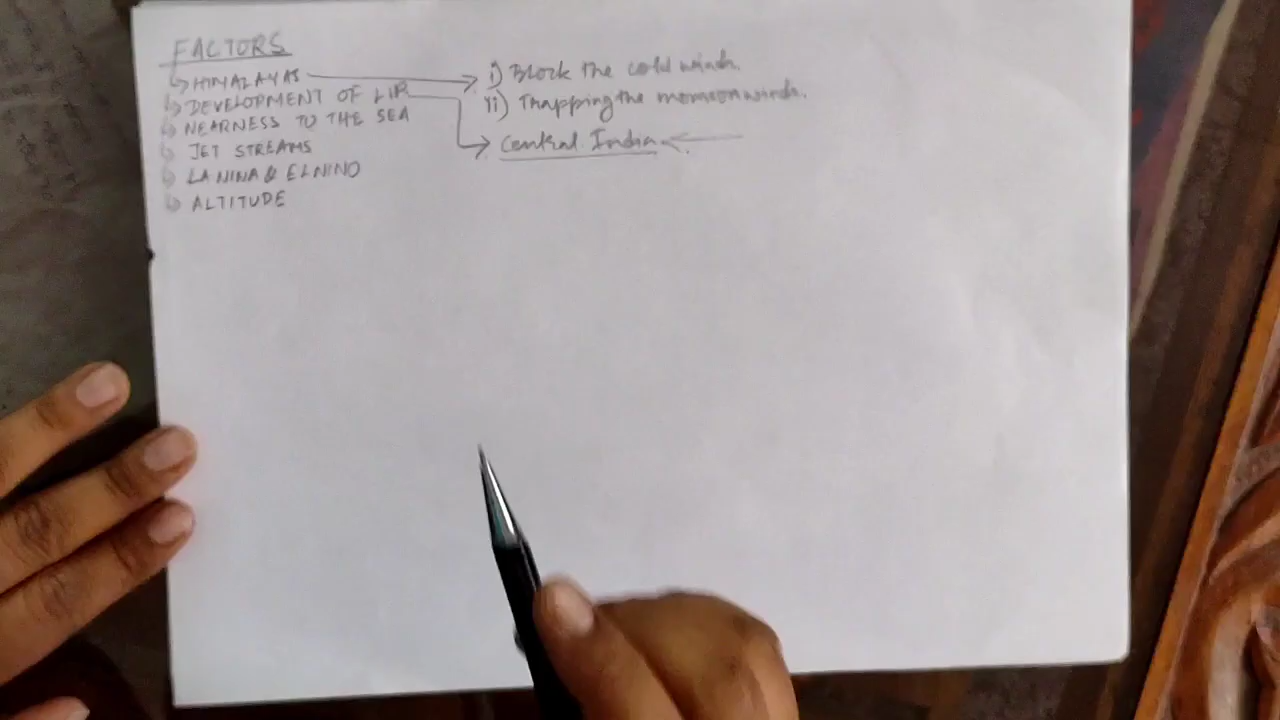 FACTORS
HIMALAYAS
DEVELOPMENT OF LIP
NEARNESS TO THE SEA
JET STREAMS
LA NINA & EL NINO
ALTITUDE
i) Block the cold winds.
ii) Trapping the monsoon winds.
Central India